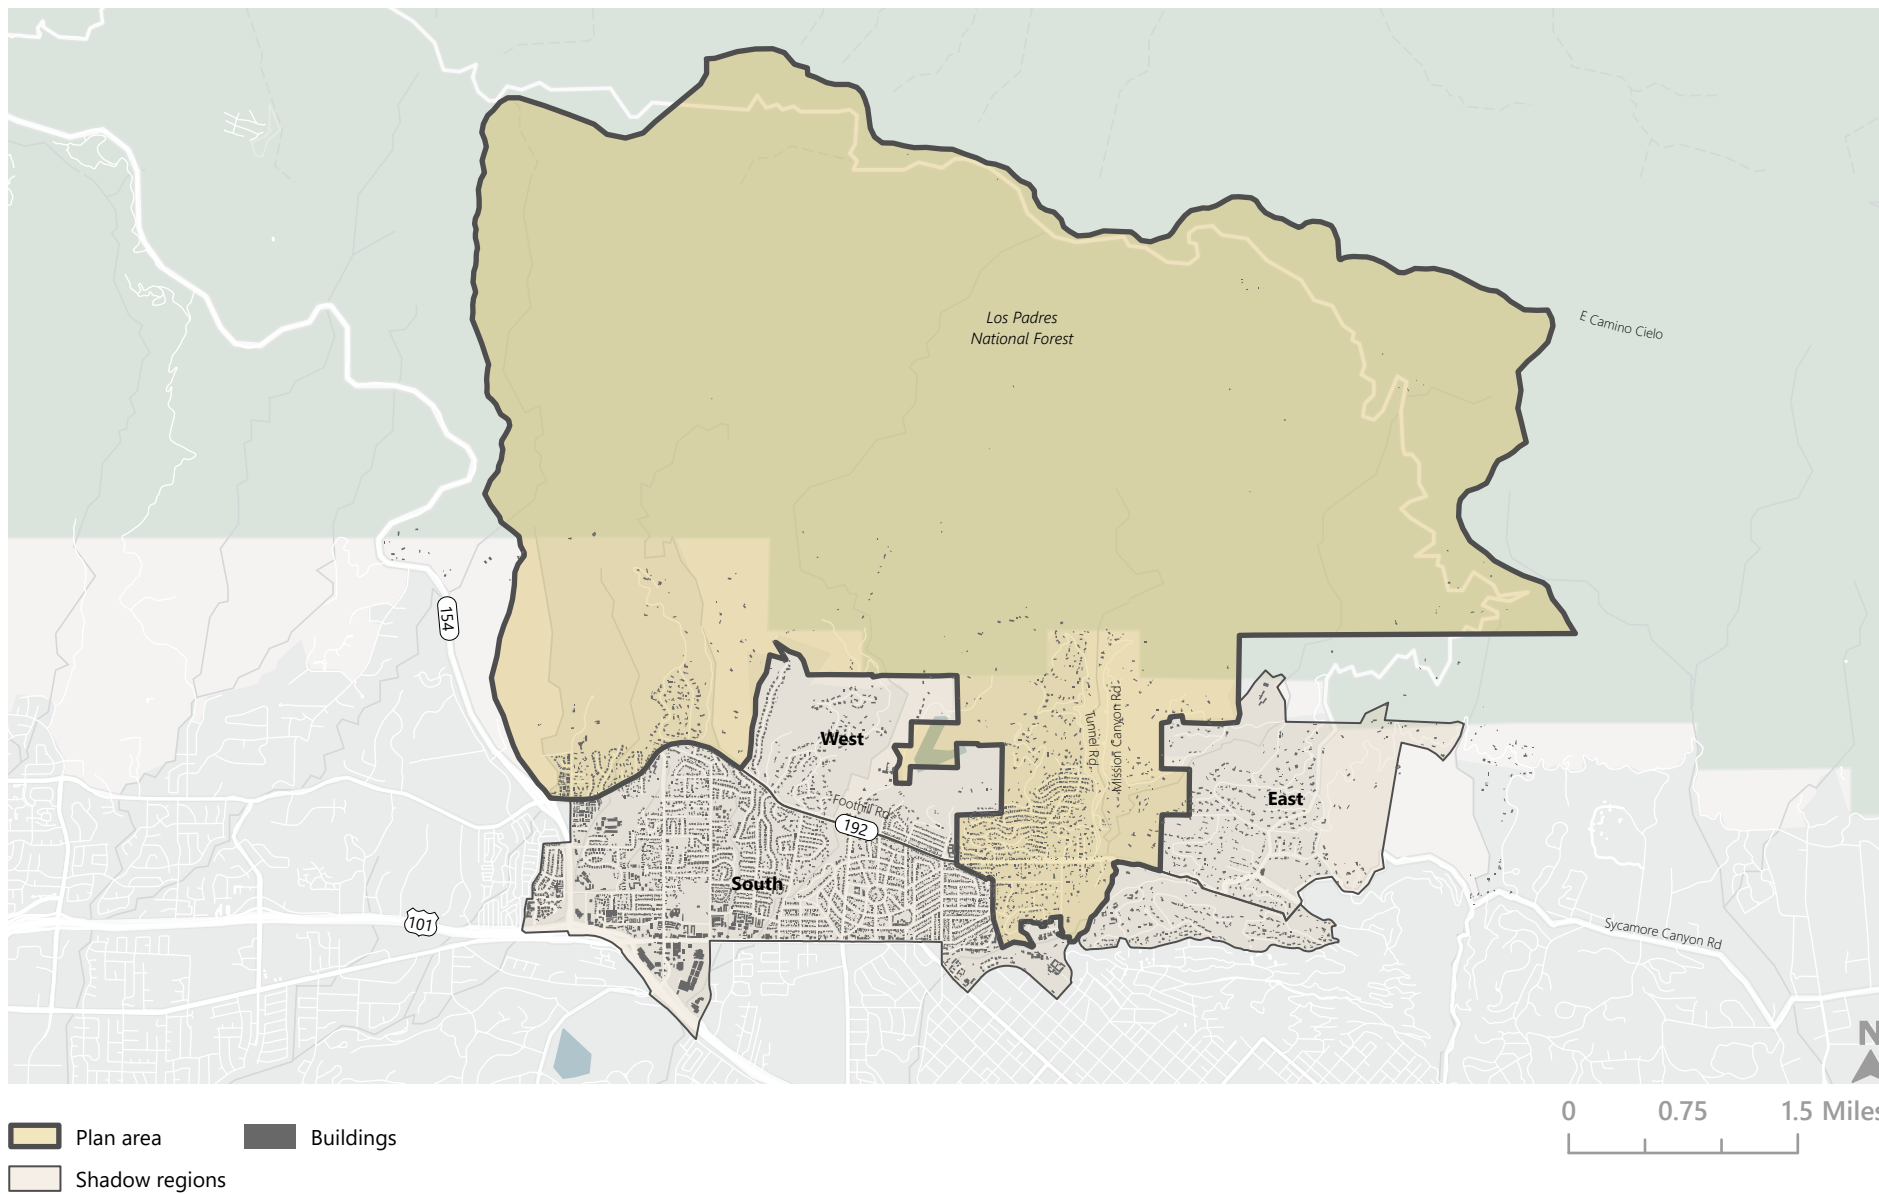 Los Padres
National Forest
E Camino Cielo
154
Tunnel Rd
Mission Canyon Rd
West
Foothill Rd
192
East
South
101
Sycamore Canyon Rd
N
0 0.75 1.5 Miles
Plan area
Buildings
Shadow regions